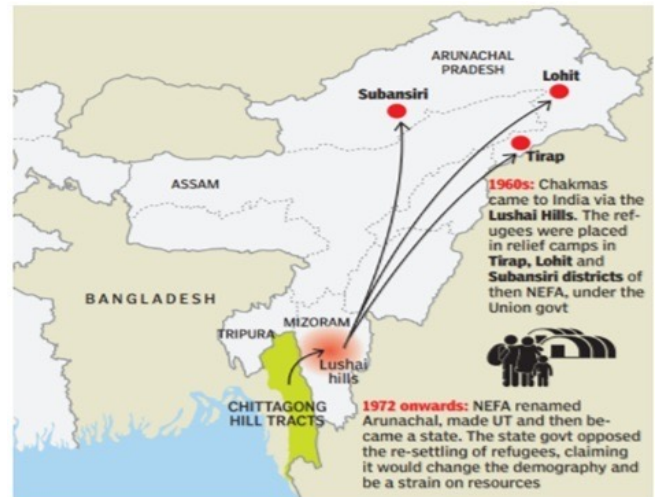 ARUNACHAL
PRADESH
Lohit
Subansiri
Tirap
ASSAM
1960s: Chakmas
came to India via the
Lushai Hills. The ref-
ugees were placed
in relief camps in
Tirap, Lohit and
Subansiri districts of
then NEFA, under the
Union govt
BANGLADESH
TRIPURA
MIZORAM
Lushai
hills
CHITTAGONG
HILL TRACTS
1972 onwards: NEFA renamed
Arunachal, made UT and then be-
came a state. The state govt opposed
the re-settling of refugees, claiming
it would change the demography and
be a strain on resources